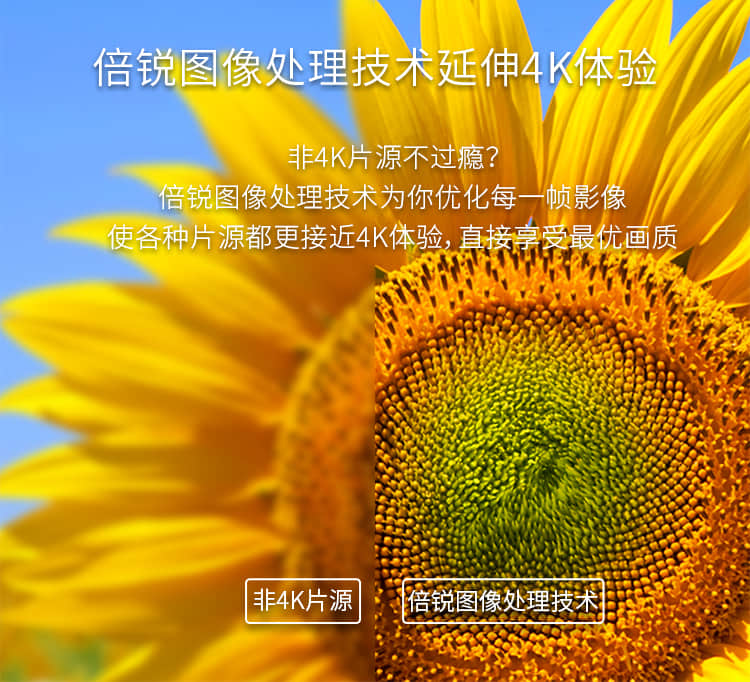 倍锐图像处理技术延伸4K体验
非4K片源不过瘾?
倍锐图像处理技术为你优化每一帧影像
使各种片源都更接近4K体验,直接享受最优画质
非4K片源
倍锐图像处理技术